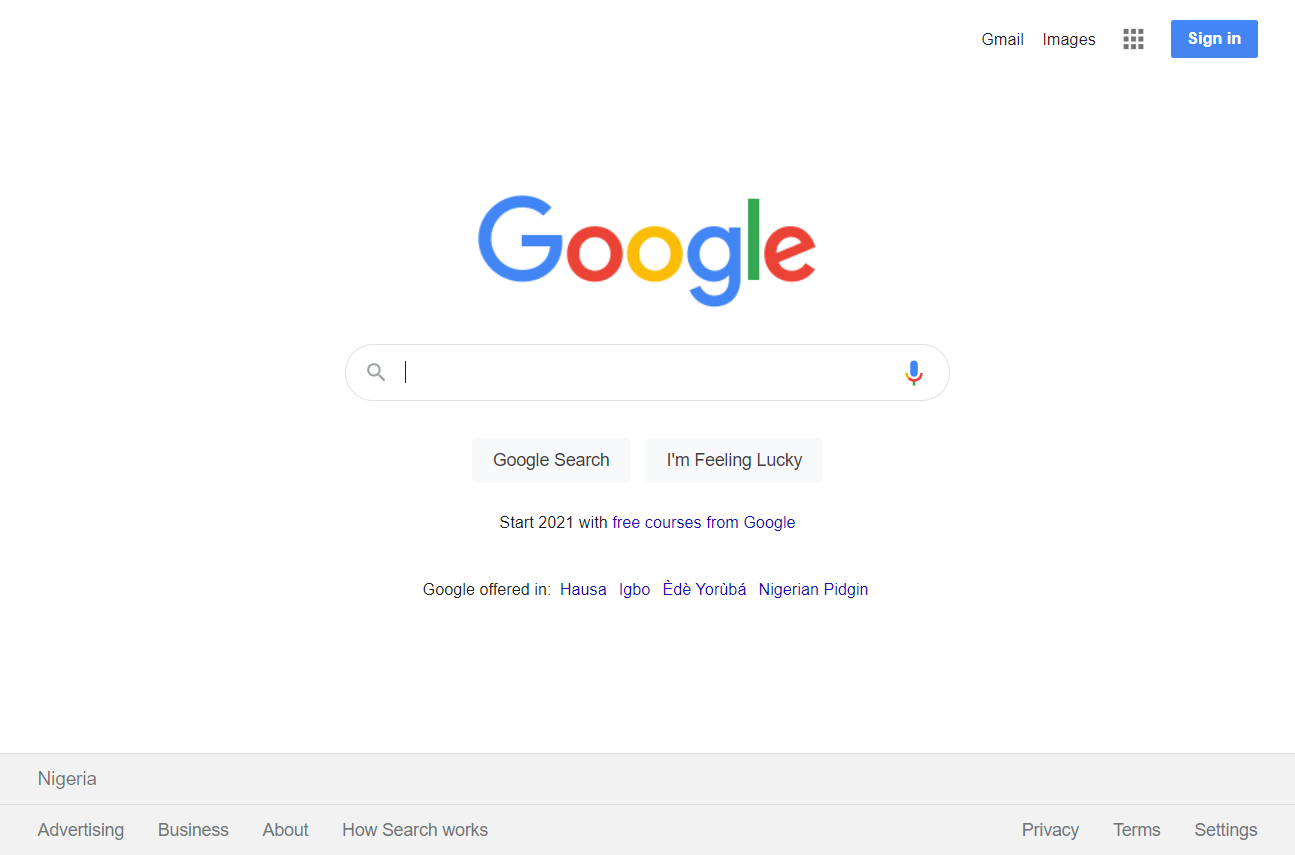 Gmail Images Sign in
Google
Google Search I'm Feeling Lucky
Start 2021 with free courses from Google
Google offered in: Hausa Igbo Èdè Yorùbá Nigerian Pidgin
Nigeria
Advertising Business About How Search works Privacy Terms Settings